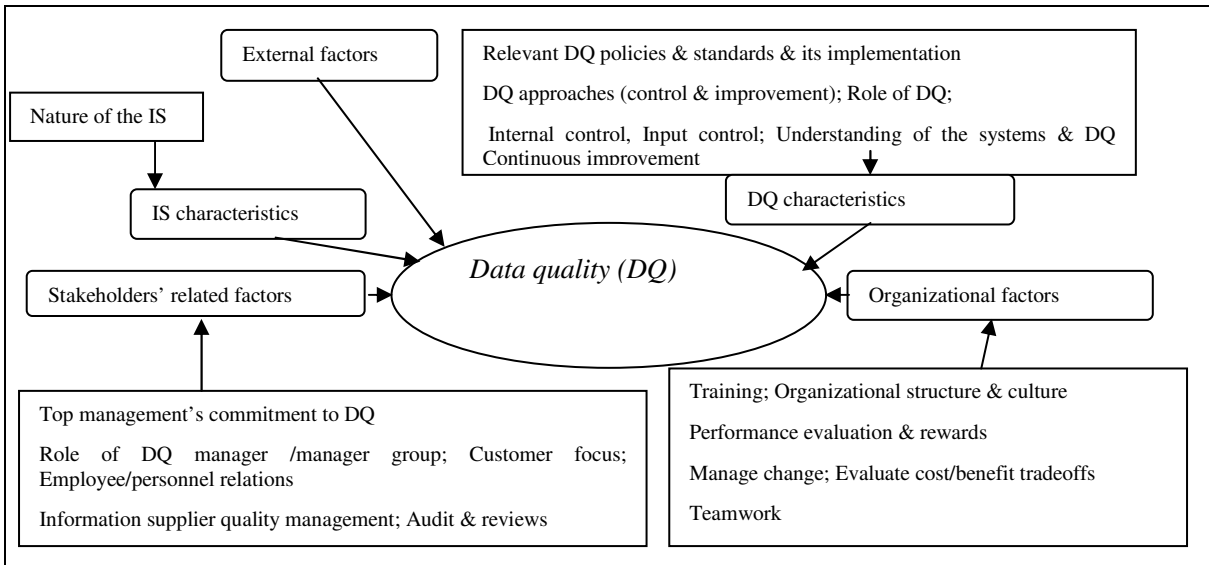 External factors
Relevant DQ policies & standards & its implementation
DQ approaches (control & improvement); Role of DQ;
Internal control, Input control; Understanding of the systems & DQ
Continuous improvement
Nature of the IS
IS characteristics
DQ characteristics
Data quality (DQ)
Stakeholders' related factors
Organizational factors
Top management's commitment to DQ
Role of DQ manager /manager group; Customer focus;
Employee/personnel relations
Information supplier quality management; Audit & reviews
Training; Organizational structure & culture
Performance evaluation & rewards
Manage change; Evaluate cost/benefit tradeoffs
Teamwork